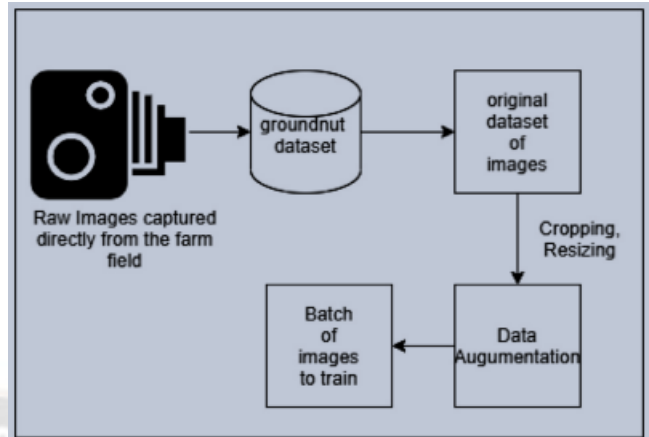 Raw Images captured
directly from the farm
field
groundnut
dataset
original
dataset
of
images
Cropping,
Resizing
Data
Augumentation
Batch
of
images
to train